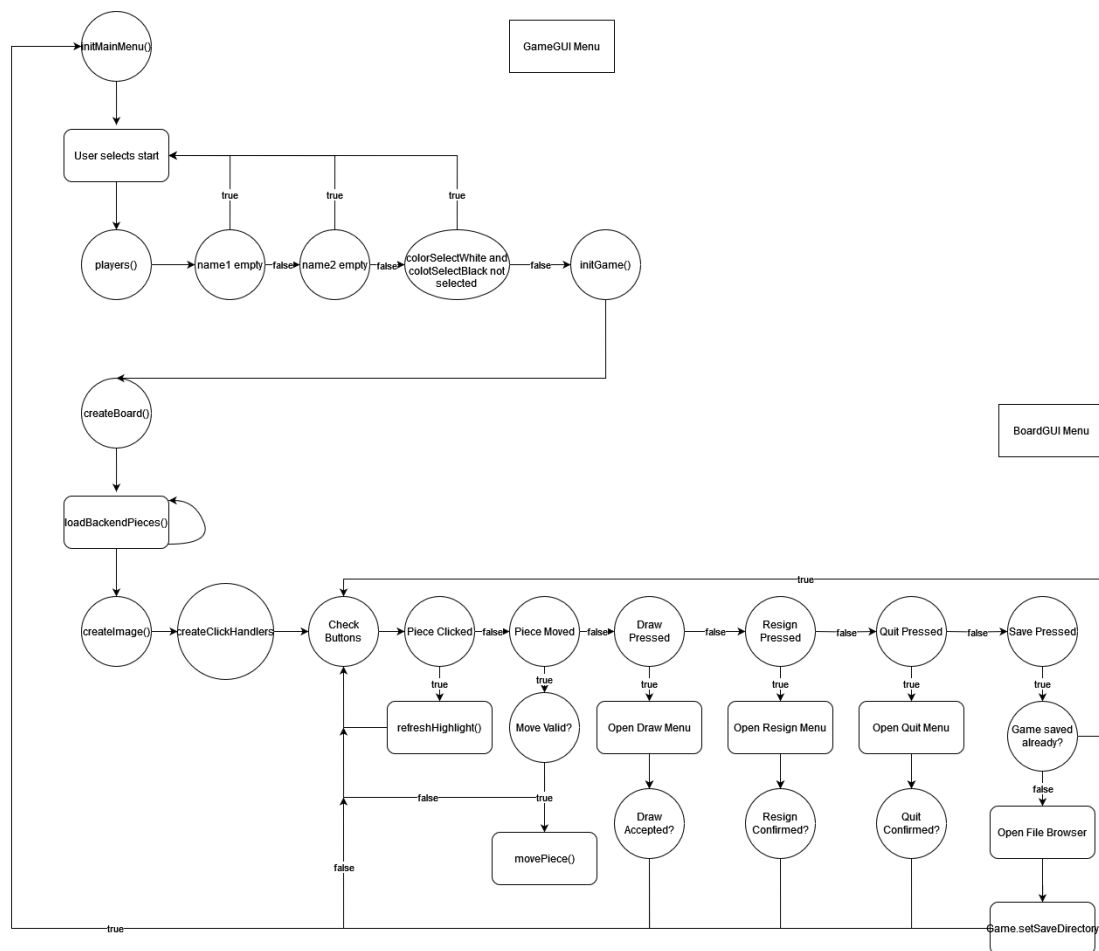 initMainMenu()
GameGUI Menu
User selects start
true
true
true
players()
name1 empty
false
name2 empty
false
colorSelectWhite and
colotSelectBlack not
selected
false
initGame()
createBoard()
BoardGUI Menu
loadBackendPieces()
true
createImage()
createClickHandlers
Check
Buttons
Piece Clicked
false
Piece Moved
false
Draw
Pressed
false
Resign
Pressed
false
Quit Pressed
false
Save Pressed
true
true
true
true
true
true
refreshHighlight()
Move Valid?
Open Draw Menu
Open Resign Menu
Open Quit Menu
Game saved
already?
false
true
false
Draw
Accepted?
Resign
Confirmed?
Quit
Confirmed?
Open File Browser
movePiece()
false
true
Game.setSaveDirectory